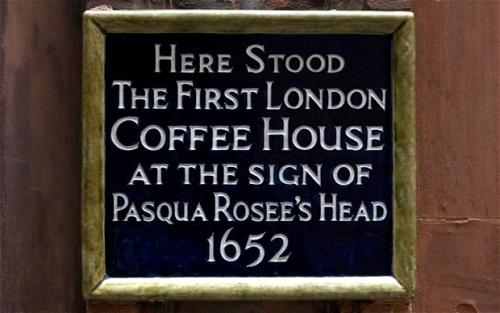 Here Stood
The First London
Coffee House
at the sign of
Pasqua Rosee's Head
1652